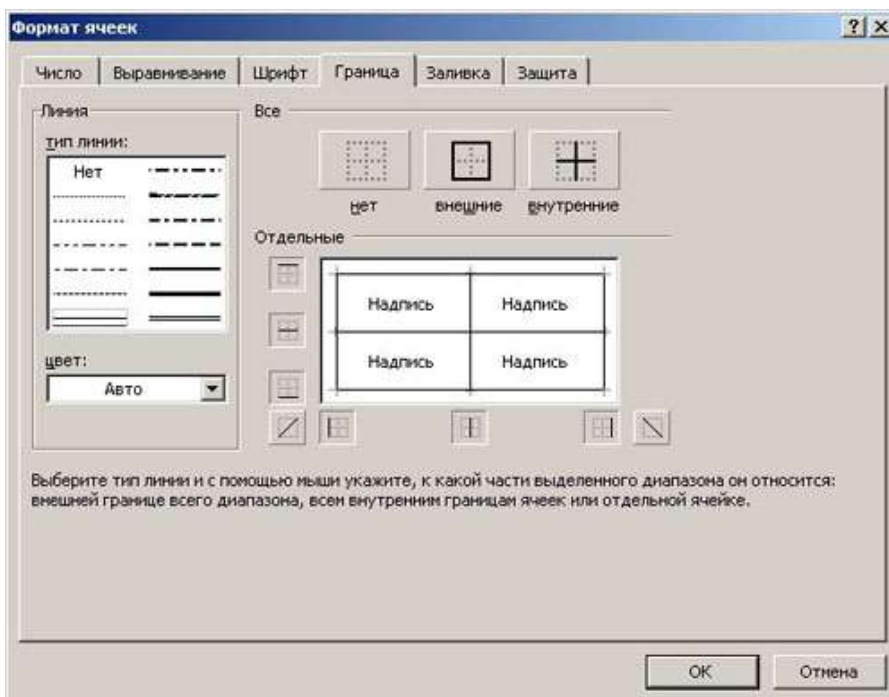 Формат ячеек
Число Выравнивание Шрифт Граница Заливка Защита
Линия
тип линии:
Нет
цвет:
Авто
Все
нет внешние внутренние
Отдельные
Надпись Надпись
Надпись Надпись
Выберите тип линии и с помощью мыши укажите, к какой части выделенного диапазона он относится:
внешней границе всего диапазона, всем внутренним границам ячеек или отдельной ячейке.
ОК Отмена